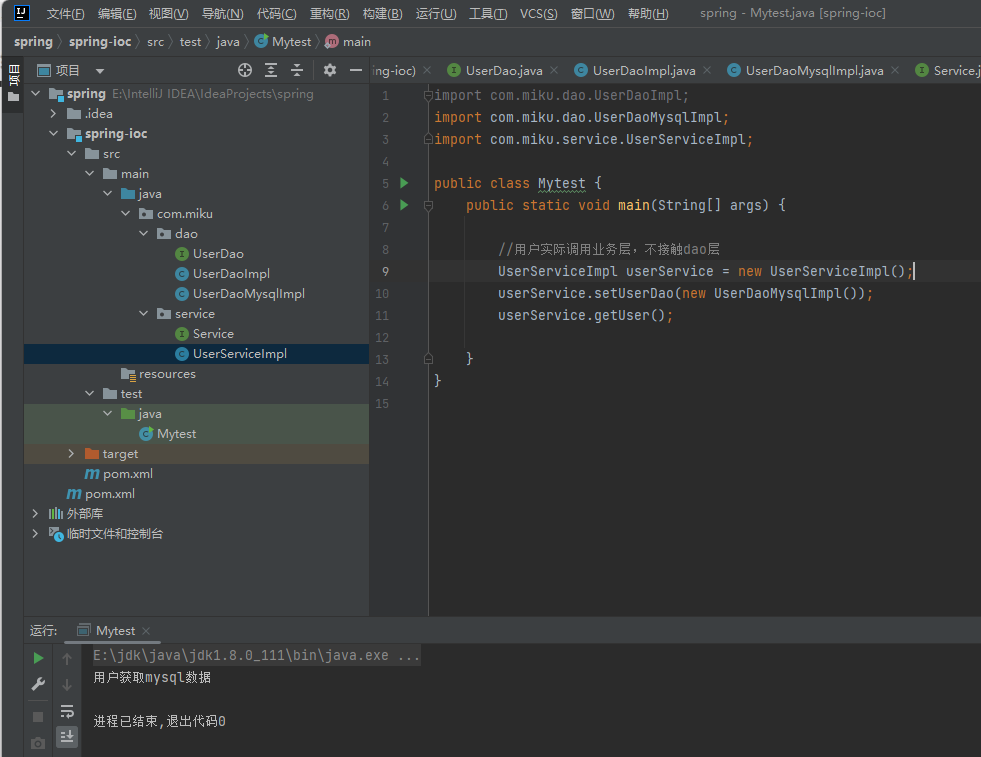 文件(F) 编辑(E) 视图(V) 导航(N) 代码(C) 重构(R) 构建(B) 运行(U) 工具(T) VCS(S) 窗口(W) 帮助(H) spring - Mytest.java [spring-ioc]
spring spring-ioc src test java Mytest main
项目
项目
ing-ioc) UserDao.java UserDaoImpl.java UserDaoMysqlImpl.java Service.j
spring E:\IntelliJ IDEA\IdeaProjects\spring
.idea
spring-ioc
src
main
java
com.miku
dao
UserDao
UserDaoImpl
UserDaoMysqlImpl
service
Service
UserServiceImpl
resources
test
java
Mytest
target
pom.xml
pom.xml
外部库
临时文件和控制台
1 import com.miku.dao.UserDaoImpl;
2 import com.miku.dao.UserDaoMysqlImpl;
3 import com.miku.service.UserServiceImpl;
4
5 public class Mytest {
6 public static void main(String[] args) {
7
8 //用户实际调用业务层，不接触dao层
9 UserServiceImpl userService = new UserServiceImpl();
10 userService.setUserDao(new UserDaoMysqlImpl());
11 userService.getUser();
12
13 }
14 }
15
运行: Mytest
E:\jdk\java\jdk1.8.0_111\bin\java.exe ...
用户获取mysql数据
进程已结束,退出代码0